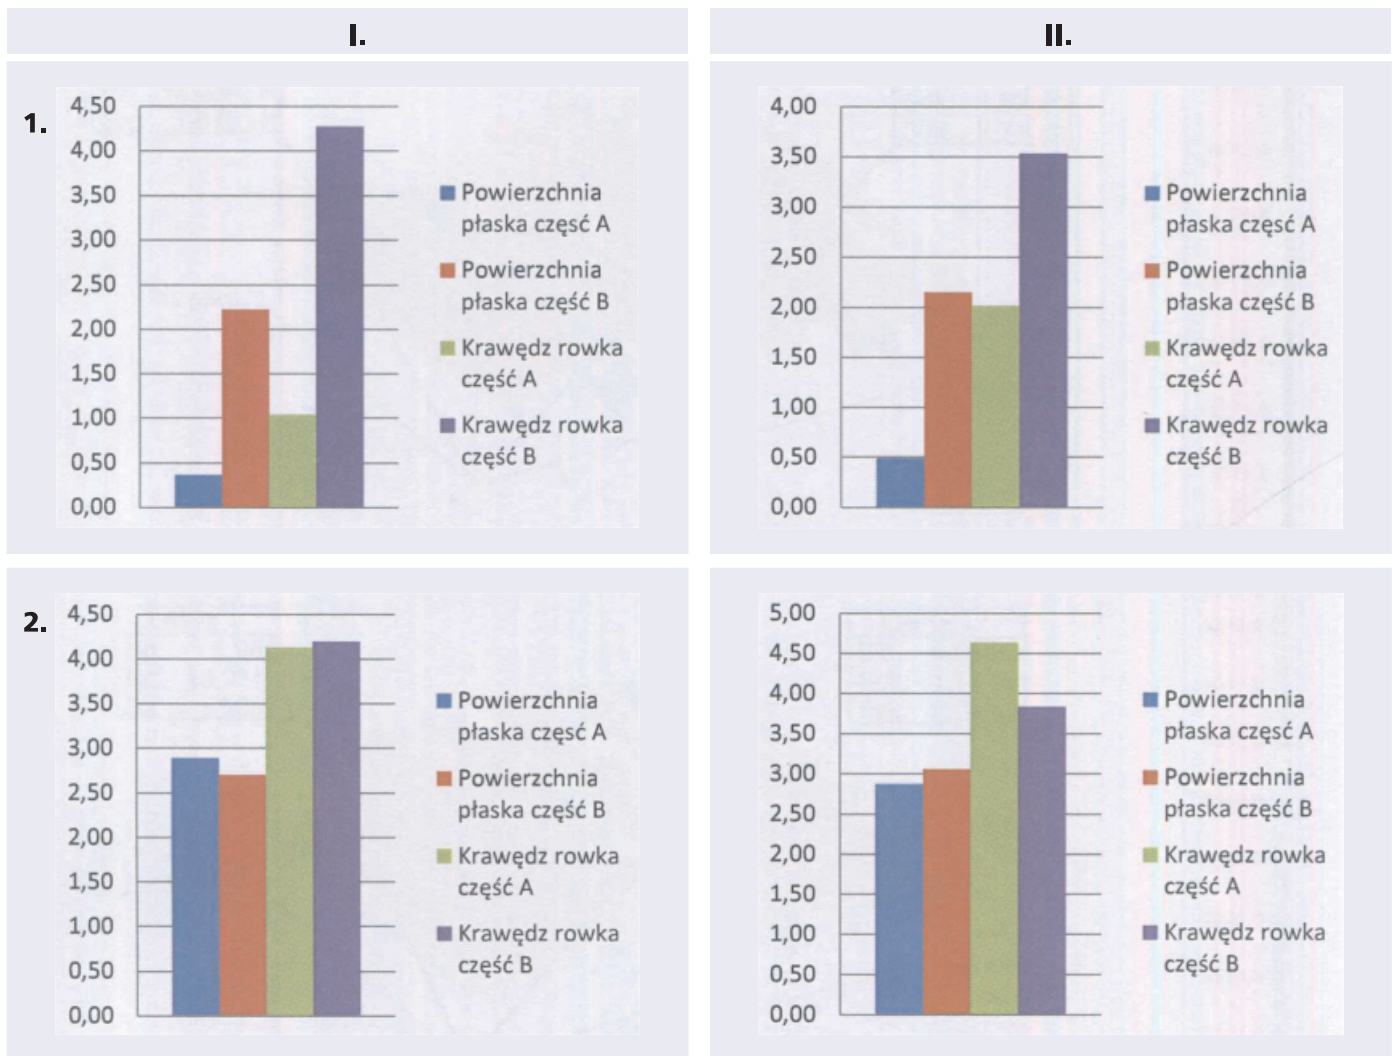 I.
II.
1.
4,50
4,00
3,50
3,00
2,50
2,00
1,50
1,00
0,50
0,00
Powierzchnia
płaska częsć A
Powierzchnia
płaska część B
Krawędz rowka
część A
Krawędz rowka
część B
4,00
3,50
3,00
2,50
2,00
1,50
1,00
0,50
0,00
Powierzchnia
płaska częsć A
Powierzchnia
płaska część B
Krawędz rowka
część A
Krawędz rowka
część B
2.
4,50
4,00
3,50
3,00
2,50
2,00
1,50
1,00
0,50
0,00
Powierzchnia
płaska częsć A
Powierzchnia
płaska część B
Krawędz rowka
część A
Krawędz rowka
część B
5,00
4,50
4,00
3,50
3,00
2,50
2,00
1,50
1,00
0,50
0,00
Powierzchnia
płaska częsć A
Powierzchnia
płaska część B
Krawędz rowka
część A
Krawędz rowka
część B